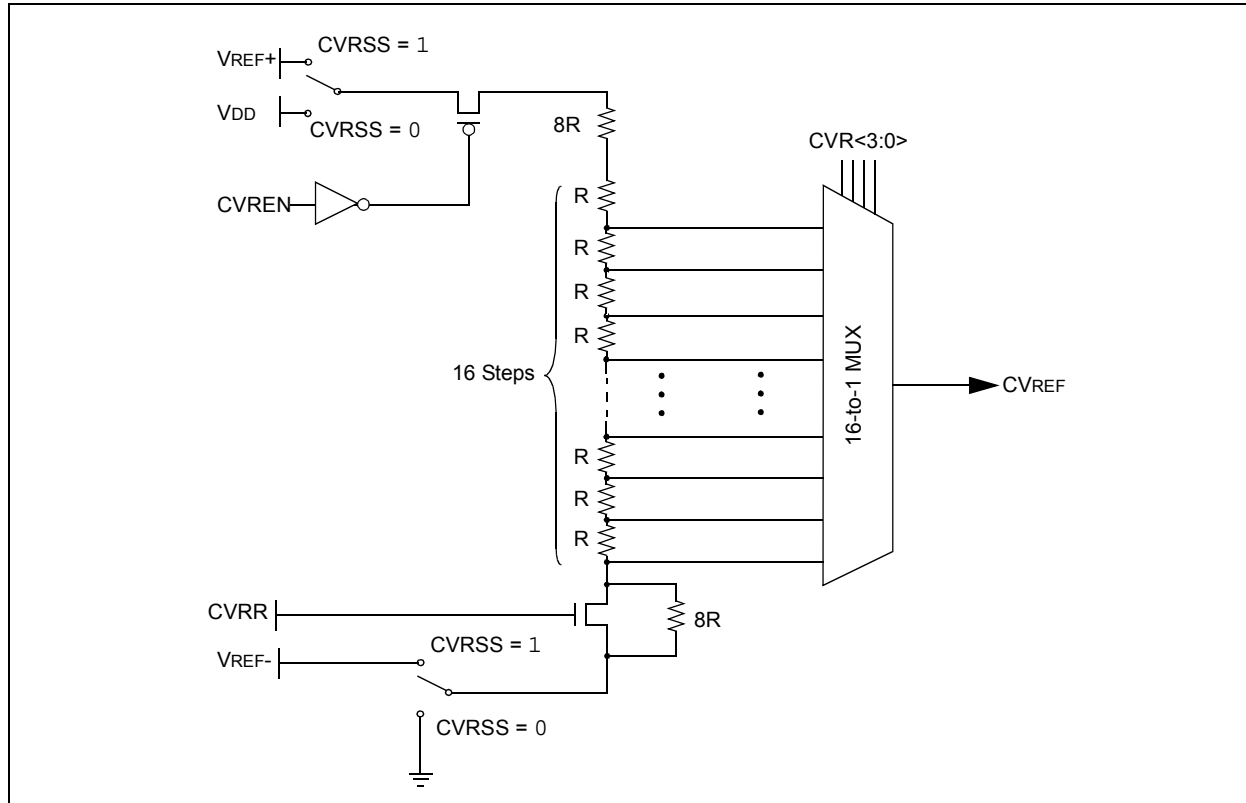 CVRSS = 1
VREF+
VDD
CVRSS = 0
8R
CVR<3:0>
CVREN
R
R
R
R
16 Steps
16-to-1 MUX
CVREF
R
R
R
CVRR
8R
CVRSS = 1
VREF-
CVRSS = 0